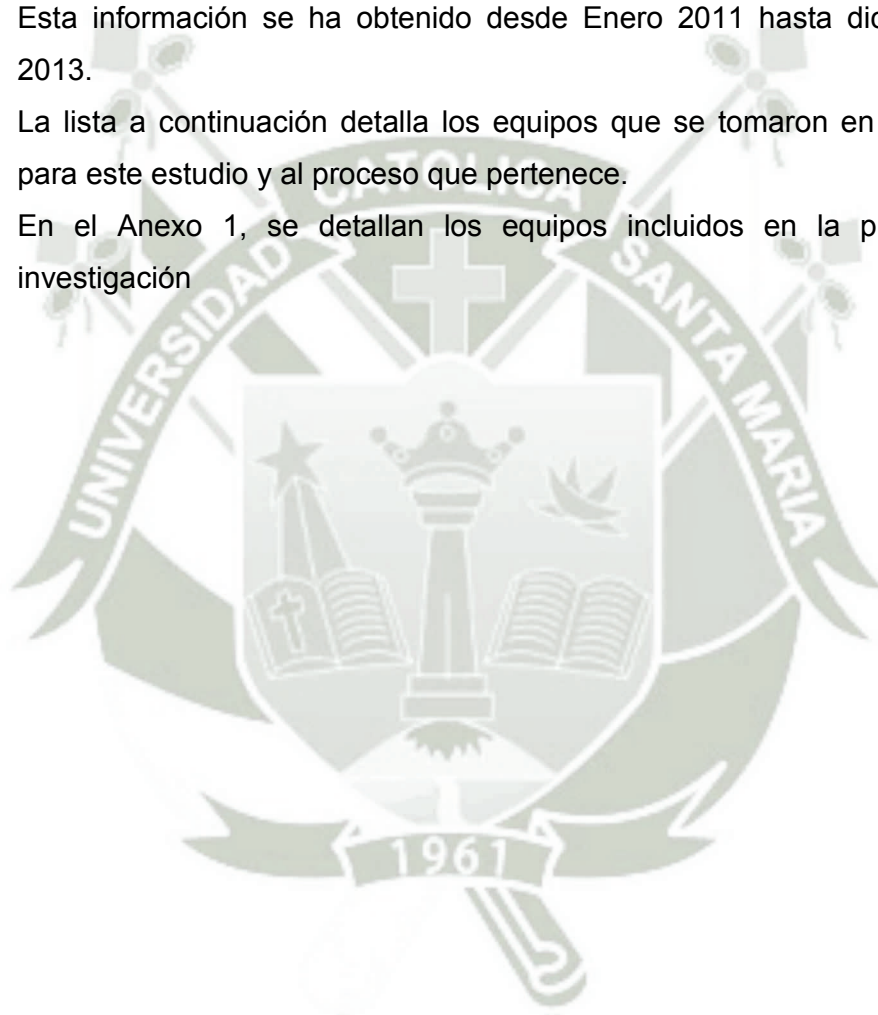 Esta información se ha obtenido desde Enero 2011 hasta
2013.
La lista a continuación detalla los equipos que se tomaron en
para este estudio y al proceso que pertenece.
En el Anexo 1, se detallan los equipos incluidos en la
investigación
UNIVERSIDAD CATOLICA SANTA MARIA
1961